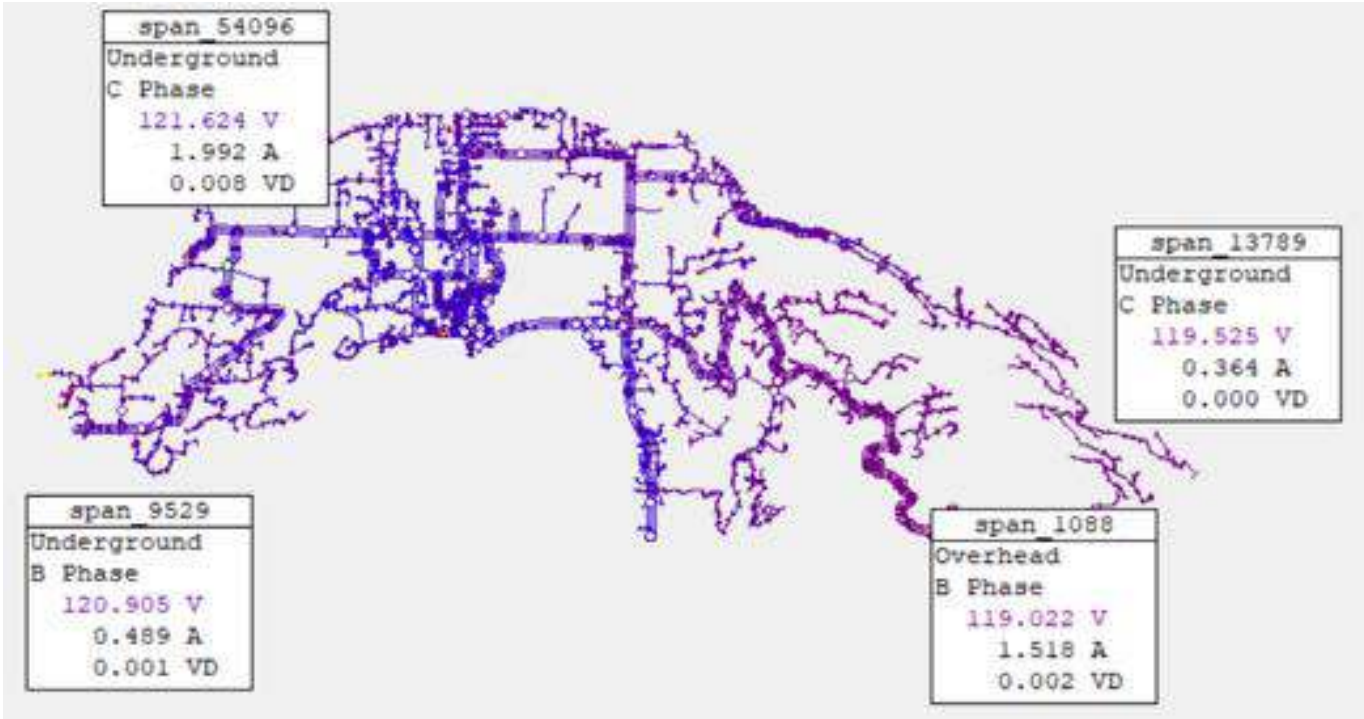 span_54096
Underground
C Phase
121.624 V
1.992 A
0.008 VD
span_13789
Underground
C Phase
119.525 V
0.364 A
0.000 VD
span_9529
Underground
B Phase
120.905 V
0.489 A
0.001 VD
span_1088
Overhead
B Phase
119.022 V
1.518 A
0.002 VD